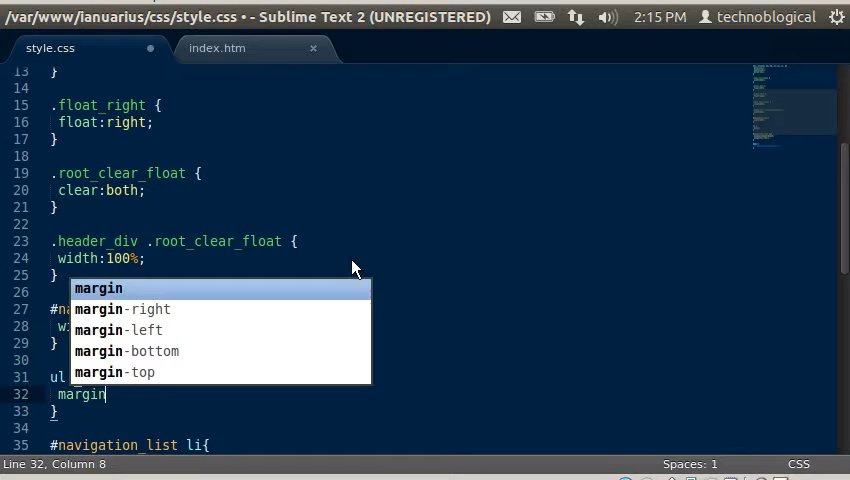 /var/www/ianuarius/css/style.css • - Sublime Text 2 (UNREGISTERED) 2:15 PM technoblogical
style.css index.htm ×
13 }
14
15 .float_right {
16 float:right;
17 }
18
19 .root_clear_float {
20 clear:both;
21 }
22
23 .header_div .root_clear_float {
24 width:100%;
25 }
26 margin
27 #na margin-right
28 wi margin-left
29 } margin-bottom
30 margin-top
31 ul
32 margin
33 }
34
35 #navigation_list li{
Line 32, Column 8 Spaces: 1 CSS